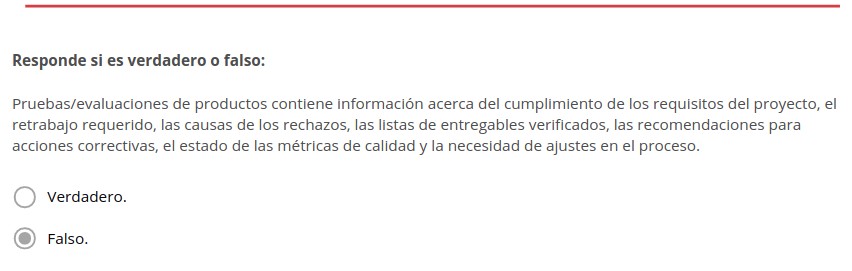 Responde si es verdadero o falso:
Pruebas/evaluaciones de productos contiene información acerca del cumplimiento de los requisitos del proyecto, el
retrabajo requerido, las causas de los rechazos, las listas de entregables verificados, las recomendaciones para
acciones correctivas, el estado de las métricas de calidad y la necesidad de ajustes en el proceso.
Verdadero.
Falso.